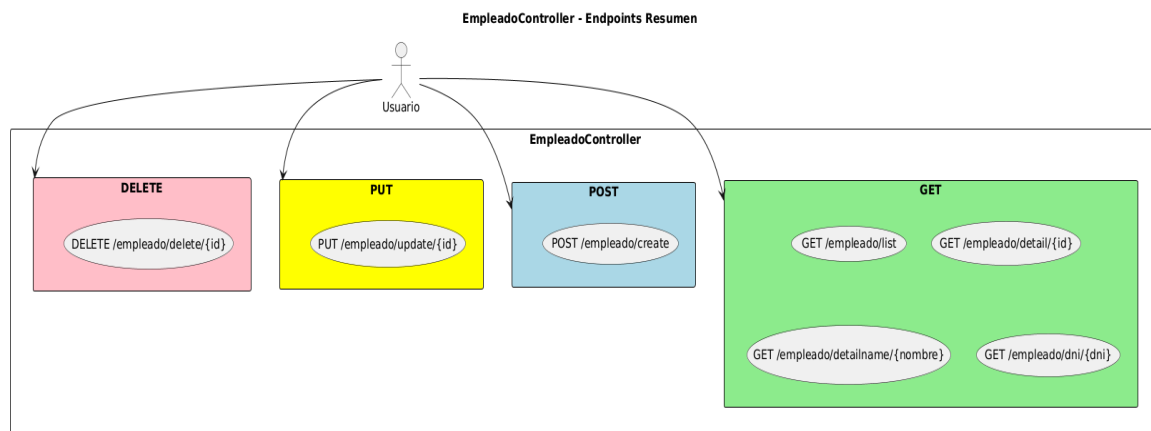 EmpleadoController - Endpoints Resumen
Usuario
EmpleadoController
DELETE
DELETE /empleado/delete/{id}
PUT
PUT /empleado/update/{id}
POST
POST /empleado/create
GET
GET /empleado/list
GET /empleado/detail/{id}
GET /empleado/detailname/{nombre}
GET /empleado/dni/{dni}